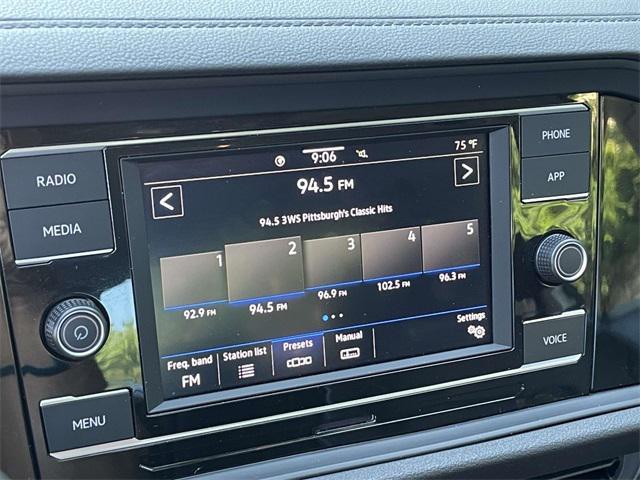 RADIO
MEDIA
MENU
PHONE
APP
VOICE
9:06
75 °F
94.5 FM
94.5 3WS Pittsburgh's Classic Hits
1 2 3 4 5
92.9 FM 94.5 FM 96.9 FM 102.5 FM 96.3 FM
Freq. band Station list Presets Manual Settings
FM